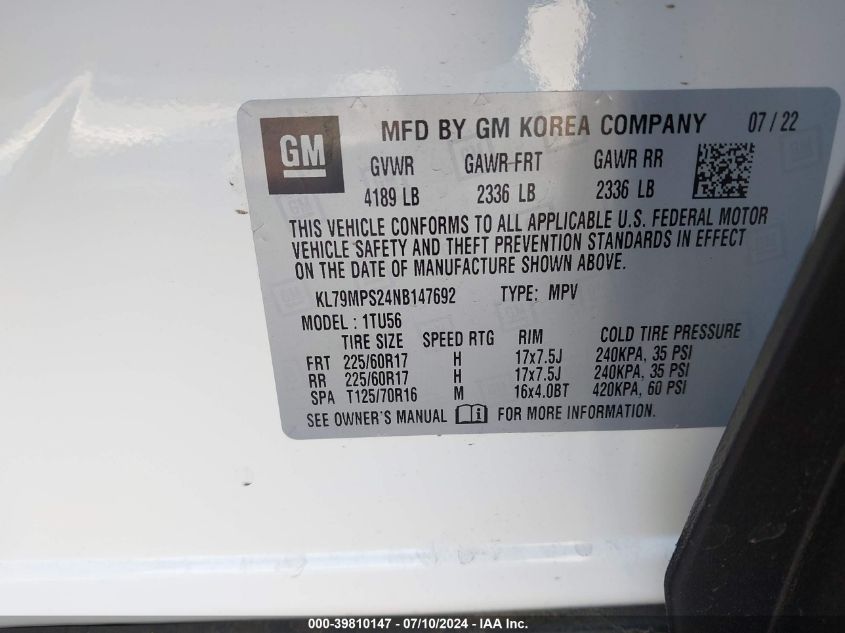 GM MFD BY GM KOREA COMPANY 07 / 22
GVWR GAWR FRT GAWR RR
4189 LB 2336 LB 2336 LB
THIS VEHICLE CONFORMS TO ALL APPLICABLE U.S. FEDERAL MOTOR
VEHICLE SAFETY AND THEFT PREVENTION STANDARDS IN EFFECT
ON THE DATE OF MANUFACTURE SHOWN ABOVE.
KL79MPS24NB147692 TYPE: MPV
MODEL : 1TU56
TIRE SIZE SPEED RTG RIM COLD TIRE PRESSURE
FRT 225/60R17 H 17x7.5J 240KPA, 35 PSI
RR 225/60R17 H 17x7.5J 240KPA, 35 PSI
SPA T125/70R16 M 16x4.0BT 420KPA, 60 PSI
SEE OWNER'S MANUAL i FOR MORE INFORMATION.
000-39810147 - 07/10/2024 - IAA Inc.